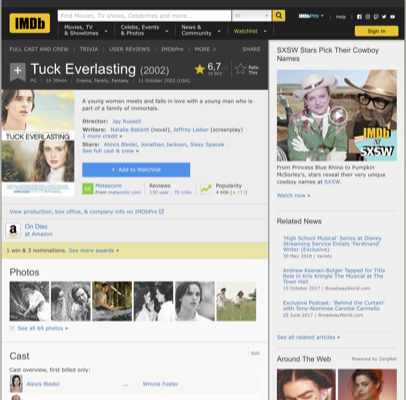 IMDb
Find Movies, TV shows, Celebrities and more...
All
IMDbPro
Help
Movies, TV
& Showtimes
Celebs, Events
& Photos
News &
Community
Watchlist
Sign in
FULL CAST AND CREW | TRIVIA | USER REVIEWS | IMDbPro | MORE
SHARE
Tuck Everlasting (2002)
6,7
Rate
This
PG | 1h 30min | Drama, Family, Fantasy | 11 October 2002 (USA)
TUCK EVERLASTING
A young woman meets and falls in love with a young man who is
part of a family of immortals.
Director: Jay Russell
Writers: Natalie Babbitt (novel), Jeffrey Lieber (screenplay)
1 more credit »
Stars: Alexis Bledel, Jonathan Jackson, Sissy Spacek
See full cast & crew »
+ Add to Watchlist
Metascore
From metacritic.com
Reviews
130 user | 70 critic
Popularity
View production, box office, & company info on IMDbPro
a
On Disc
at Amazon
1 win & 3 nominations. See more awards »
Photos
See all 69 photos »
Cast
Edit
Cast overview, first billed only:
Alexis Bledel ... Winnie Foster
SXSW Stars Pick Their Cowboy
Names
IMDb
AT
SXSW
From Princess Blue Rhino to Pumpkin
McSorley's, stars reveal their very unique
cowboy names at SXSW.
Watch now »
Related News
'High School Musical' Series at Disney
Streaming Service Enlists 'Ferdinand'
Writer (Exclusive)
30 May 2018 | Variety
Andrew Keenan-Bolger Tapped for Title
Role in Kris Kringle The Musical at The
Town Hall
10 October 2017 | BroadwayWorld.com
Exclusive Podcast: 'Behind the Curtain'
with Tony-Nominee Carolee Carmello
25 June 2017 | BroadwayWorld.com
See all related articles »
Around The Web
Powered by ZergNet